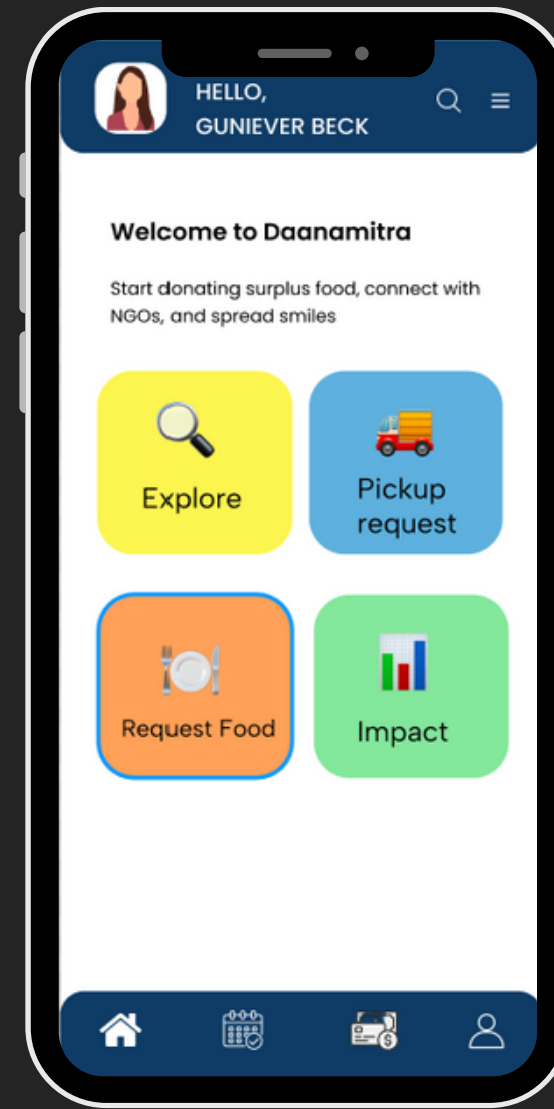 HELLO,
GUNIEVER BECK
Welcome to Daanamitra
Start donating surplus food, connect with
NGOs, and spread smiles
Explore
Pickup
request
Request Food
Impact